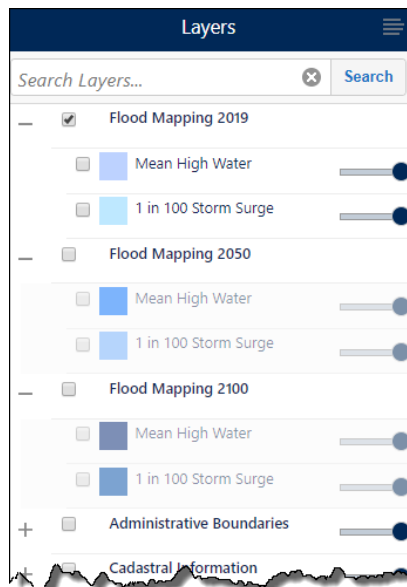 Layers
Search Layers...
Search
Flood Mapping 2019
Mean High Water
1 in 100 Storm Surge
Flood Mapping 2050
Mean High Water
1 in 100 Storm Surge
Flood Mapping 2100
Mean High Water
1 in 100 Storm Surge
Administrative Boundaries
Cadastral Information